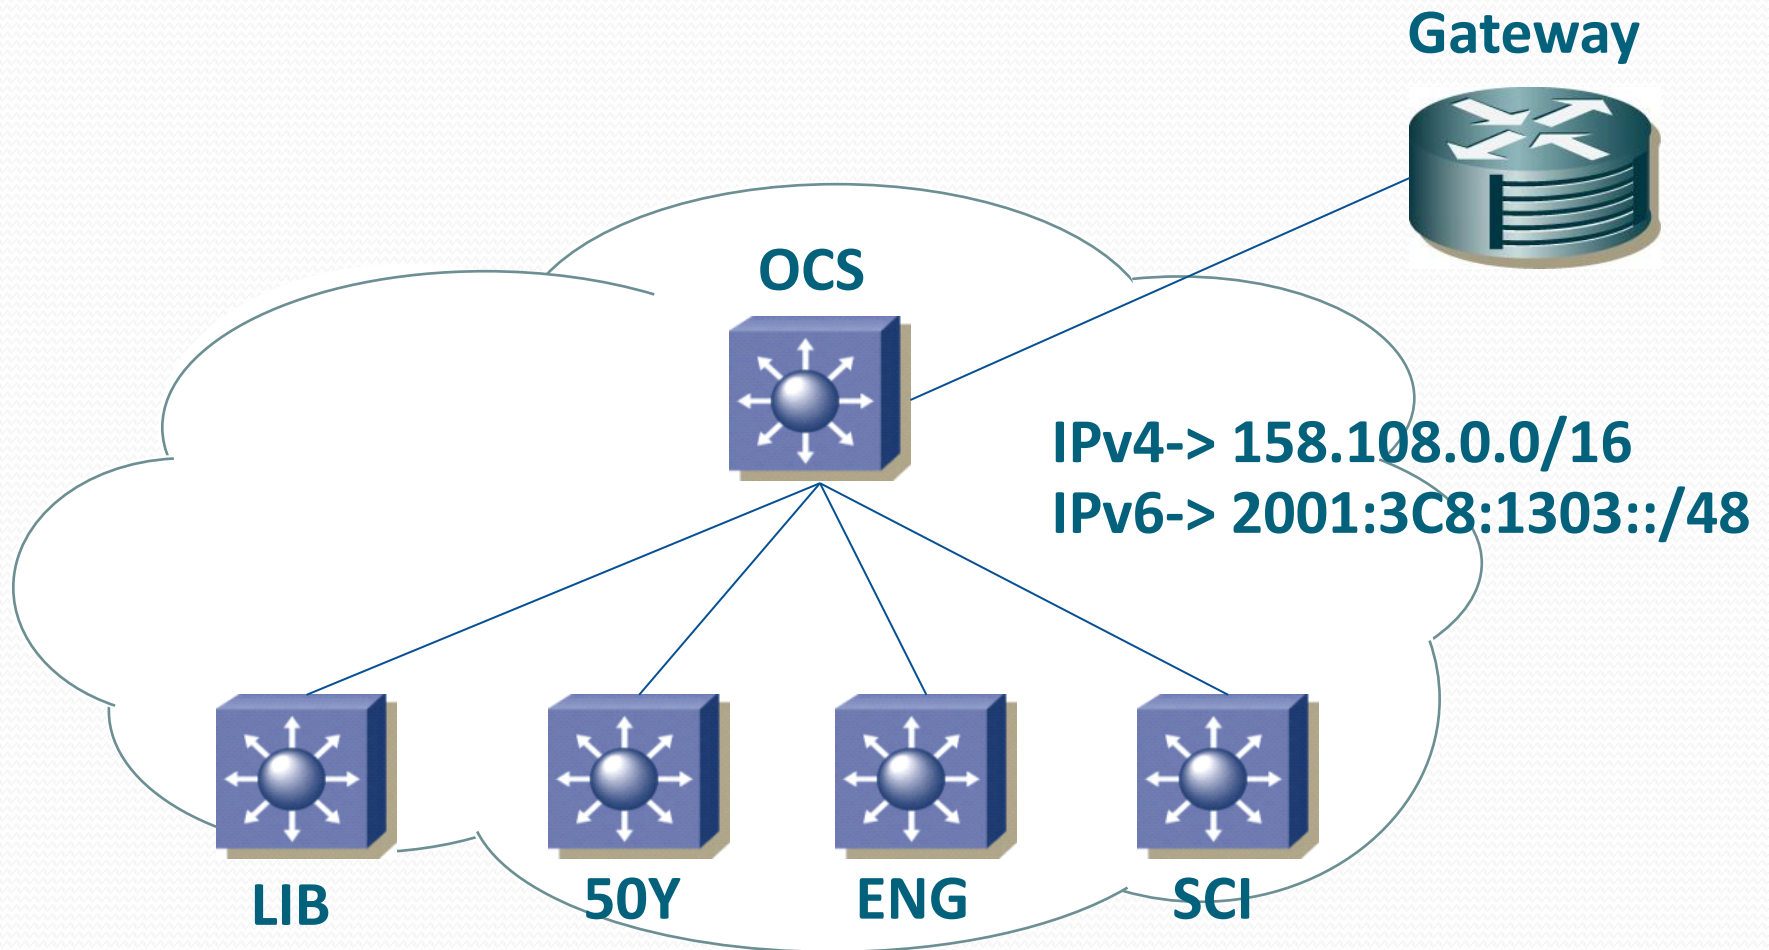 Gateway
OCS
IPv4-> 158.108.0.0/16
IPv6-> 2001:3C8:1303::/48
LIB
50Y
ENG
SCI